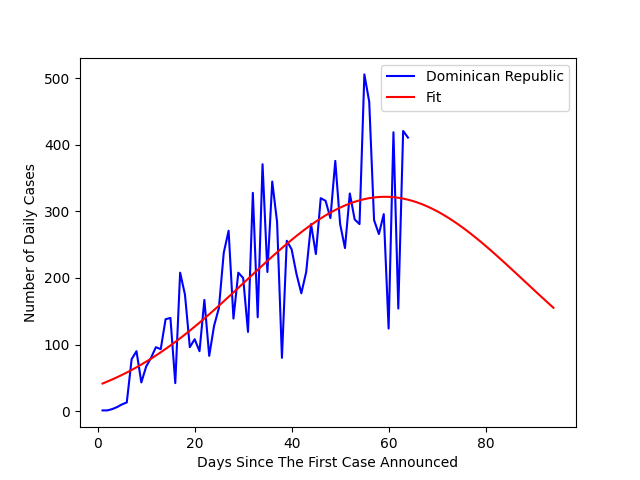 Dominican Republic
Fit
500
400
300
200
100
0
Number of Daily Cases
0 20 40 60 80
Days Since The First Case Announced